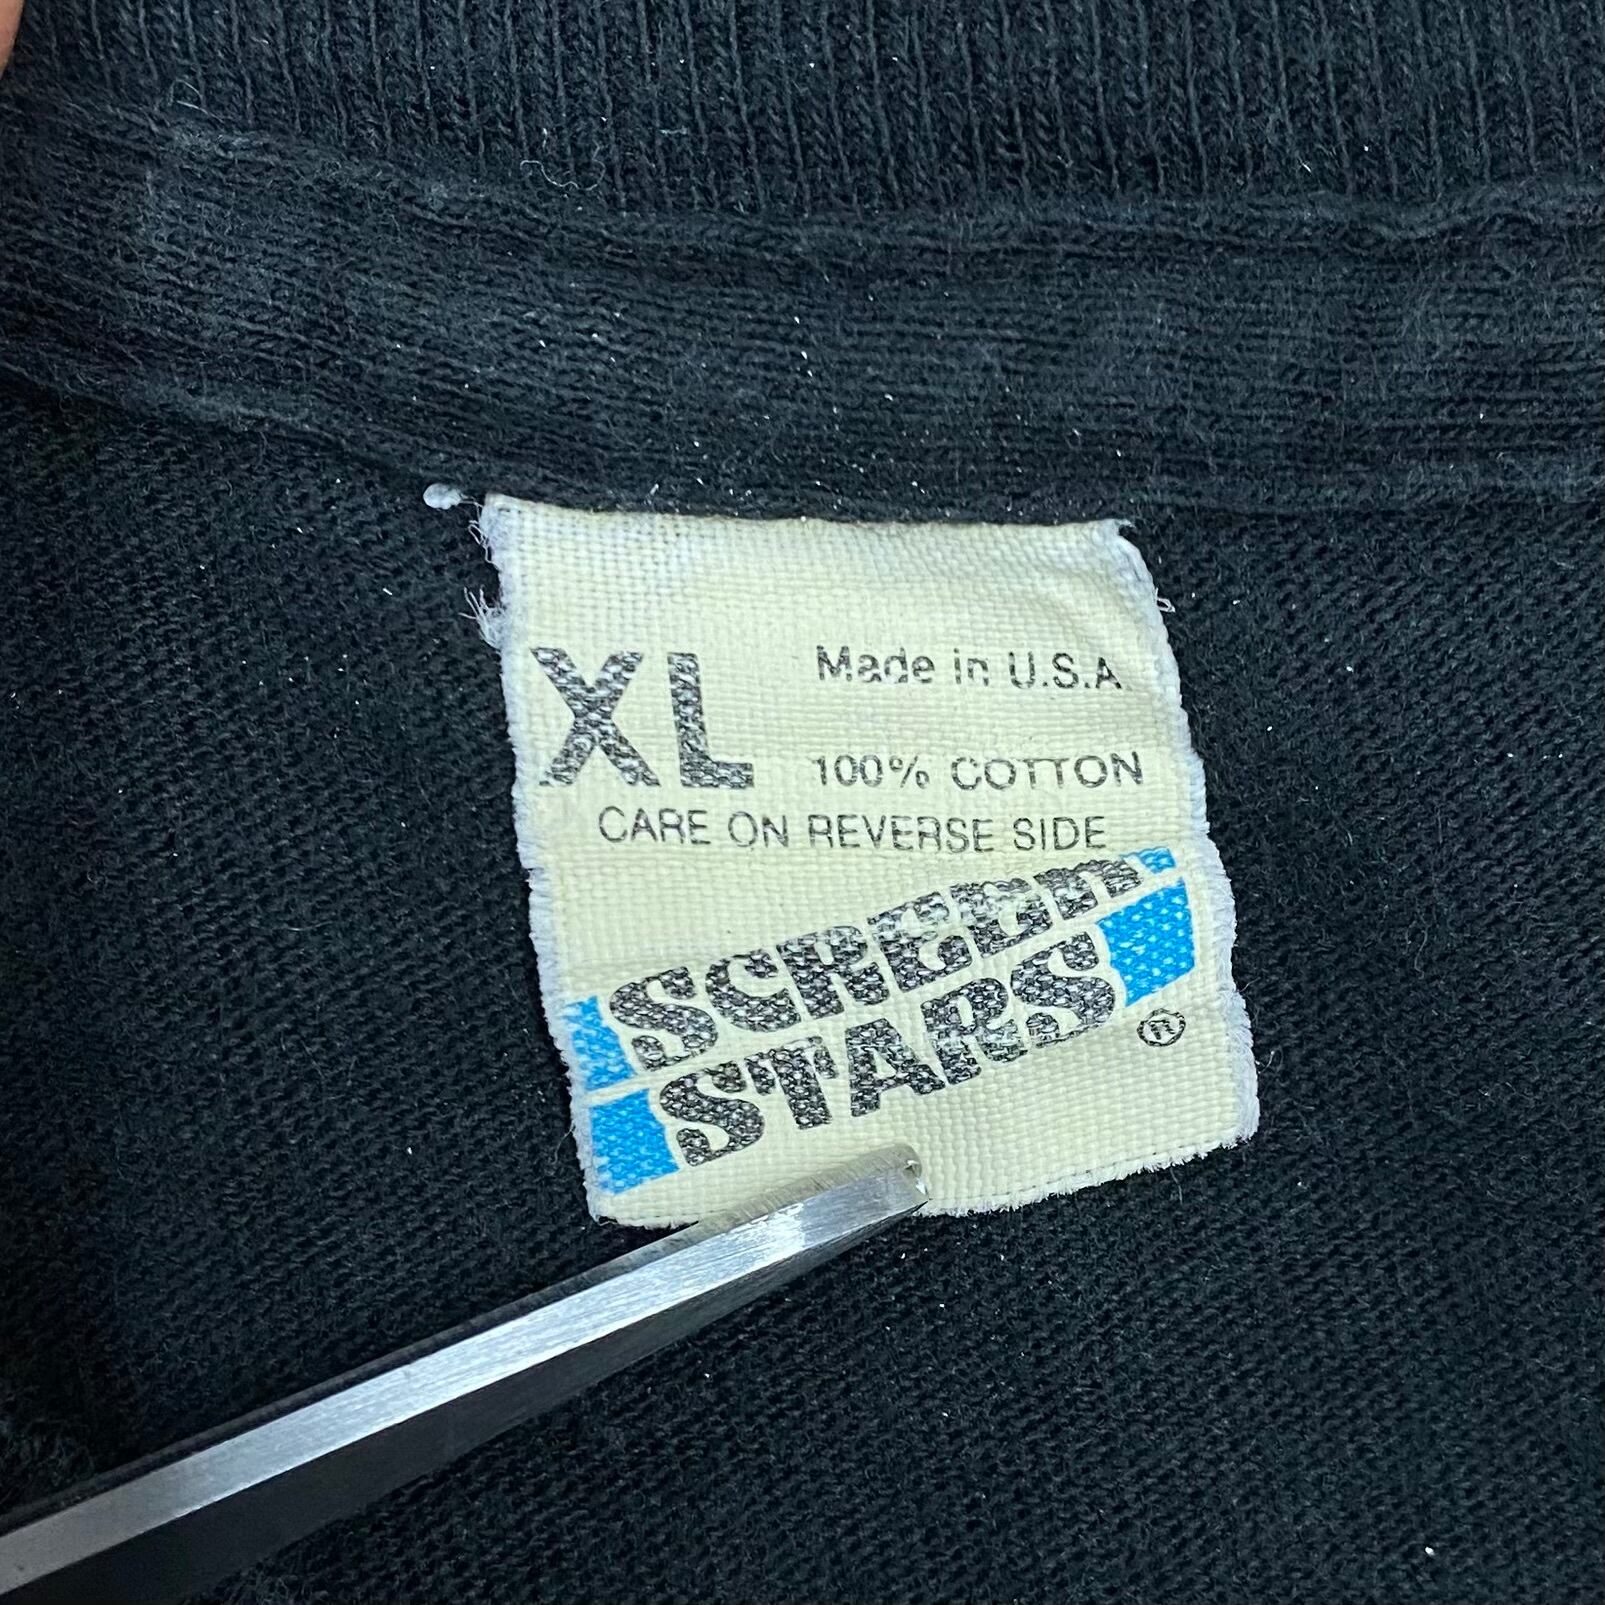 XL Made in U.S.A.
100% COTTON
CARE ON REVERSE SIDE
SCREEn
STARS ®